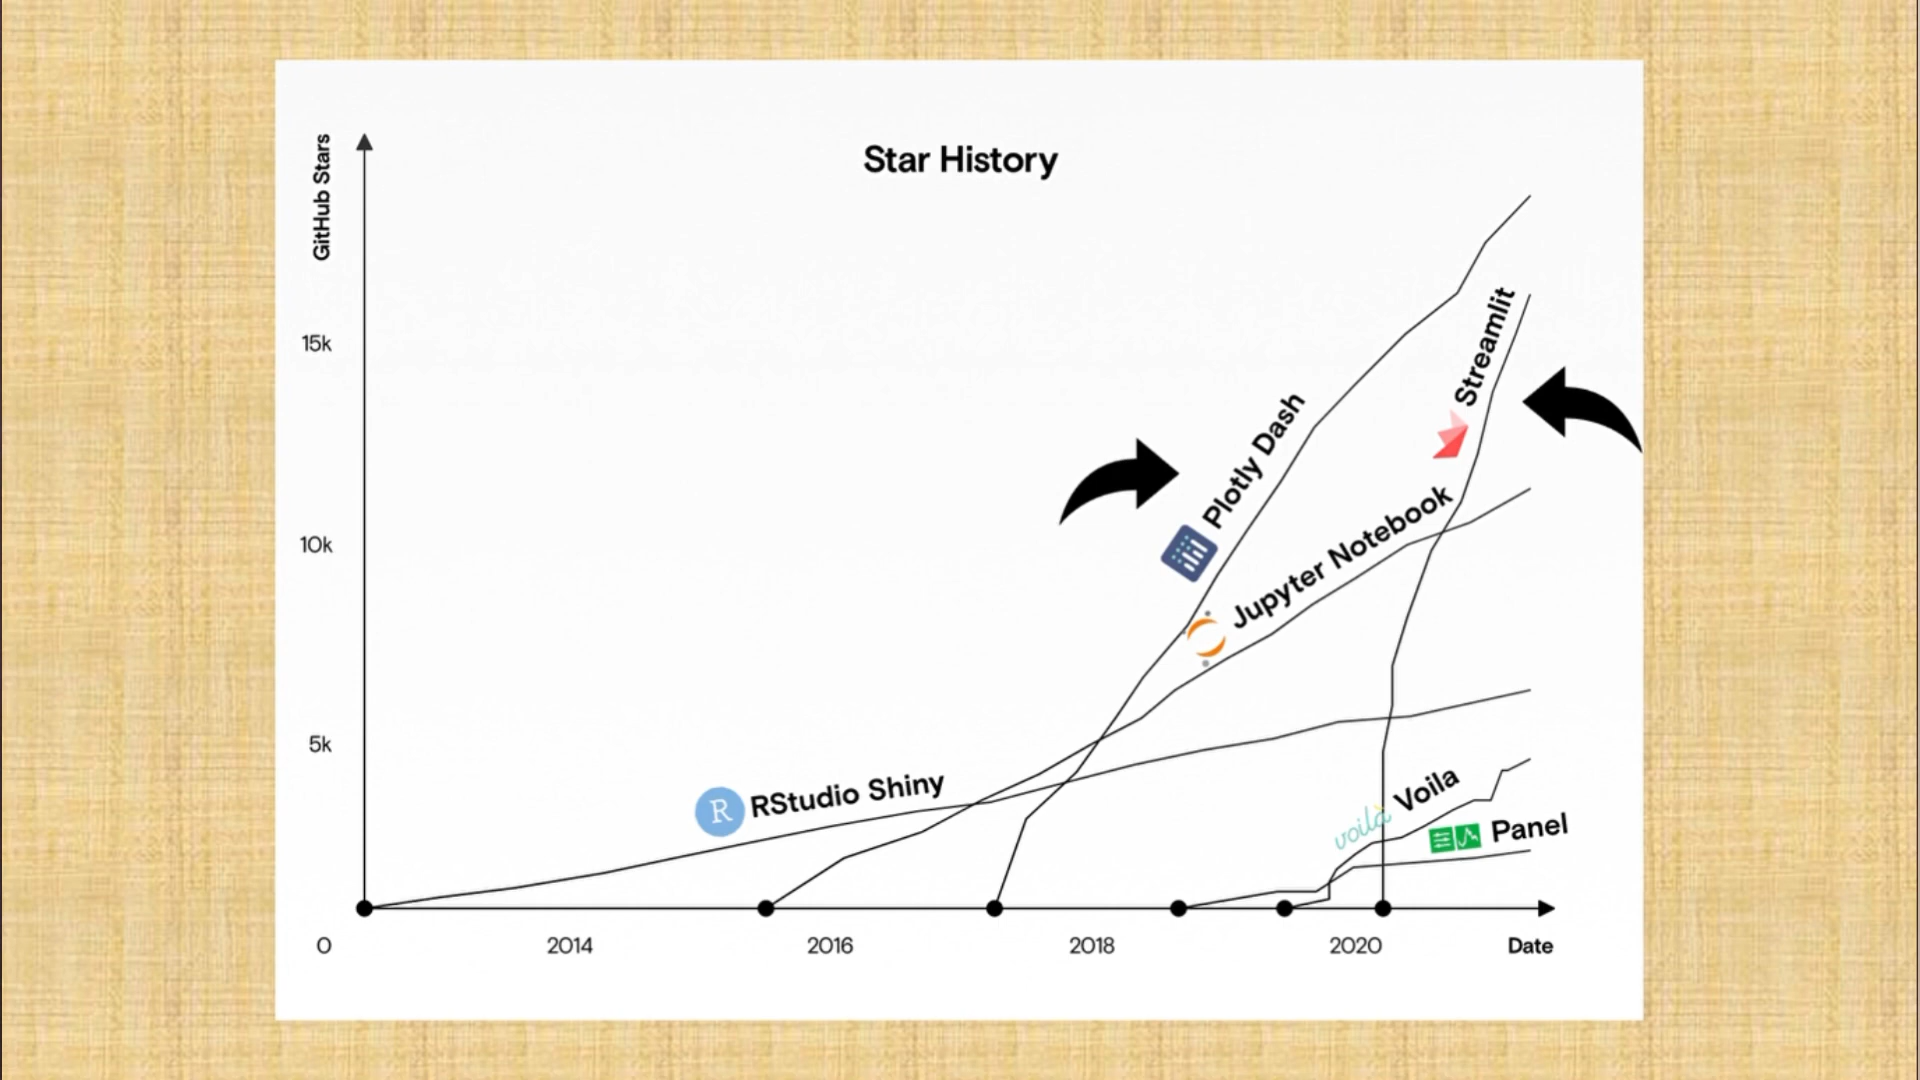 Star History
GitHub Stars
15k
10k
5k
0
Plotly Dash
Streamlit
Jupyter Notebook
R RStudio Shiny
voilà Voila
Panel
2014
2016
2018
2020
Date